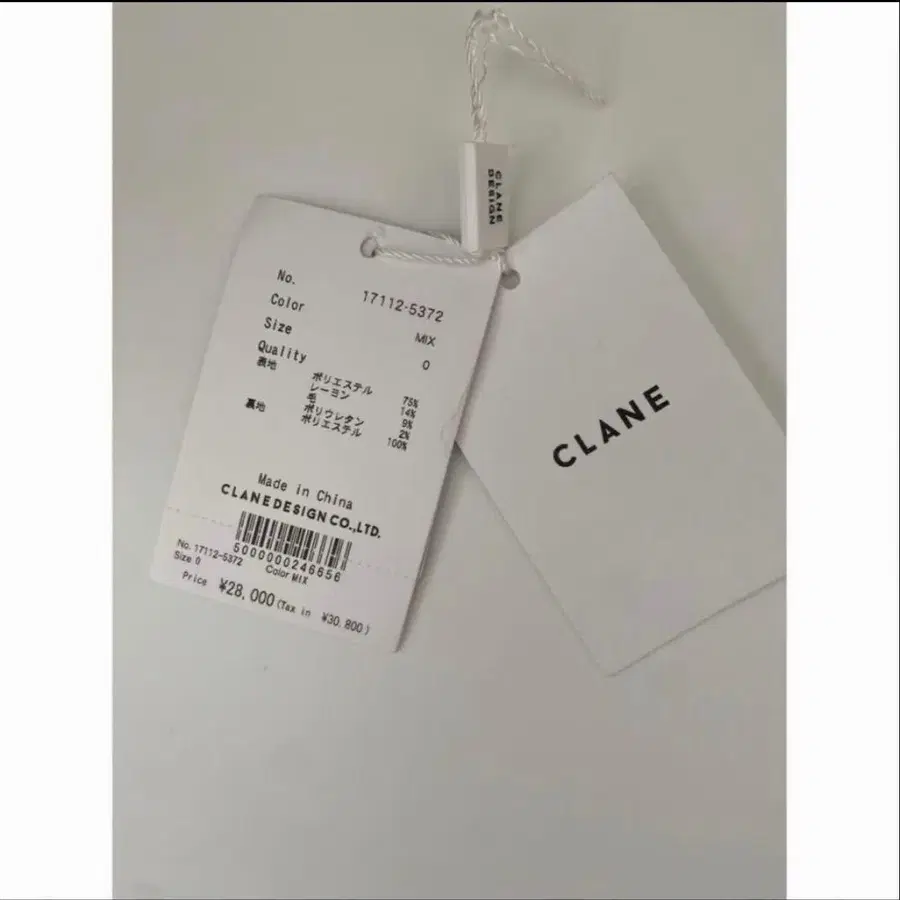 CLANE
DESIGN
No. 17112-5372
Color MIX
Size 0
Quality
表地 ポリエステル 75%
レーヨン 14%
毛 9%
ポリウレタン 2%
裏地 ポリエステル 100%
Made in China
CLANE DESIGN CO.,LTD.
5000000246656
No. 17112-5372
Size 0 Color MIX
Price ¥28,000 (Tax in ¥30,800)
CLANE